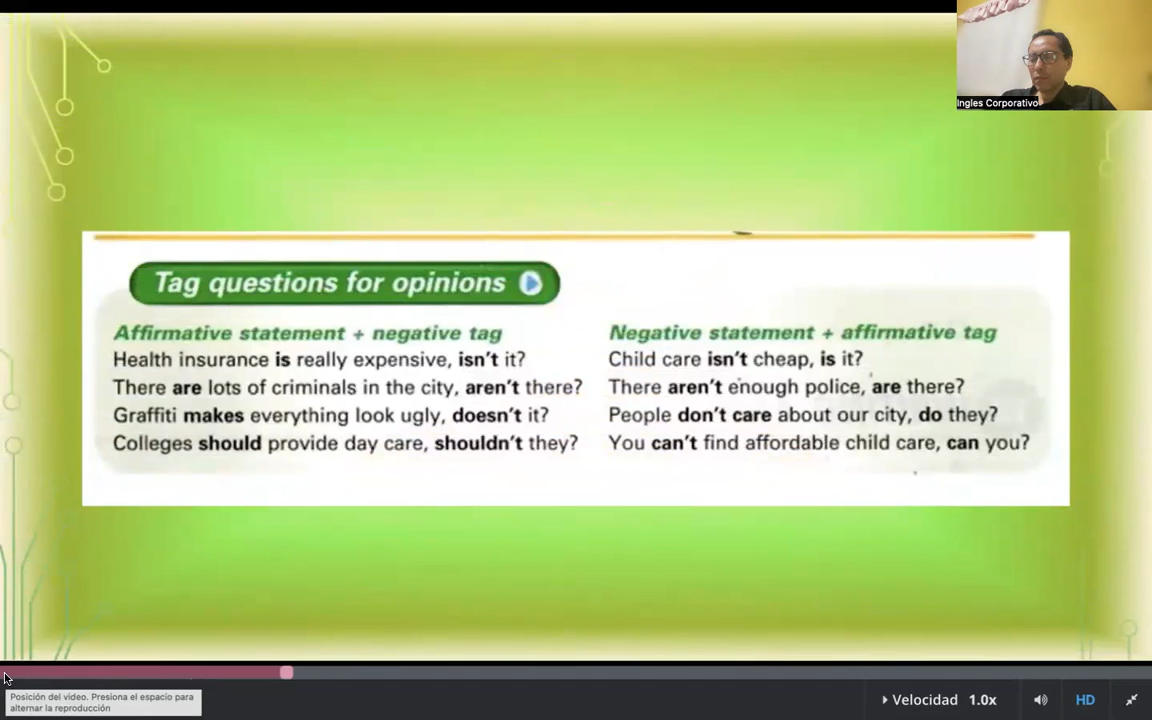 Ingles Corporativo
Tag questions for opinions
Affirmative statement + negative tag
Health insurance is really expensive, isn't it?
There are lots of criminals in the city, aren't there?
Graffiti makes everything look ugly, doesn't it?
Colleges should provide day care, shouldn't they?
Negative statement + affirmative tag
Child care isn't cheap, is it?
There aren't enough police, are there?
People don't care about our city, do they?
You can't find affordable child care, can you?
Posición del video. Presiona el espacio para
alternar la reproducción
Velocidad 1.0x
HD